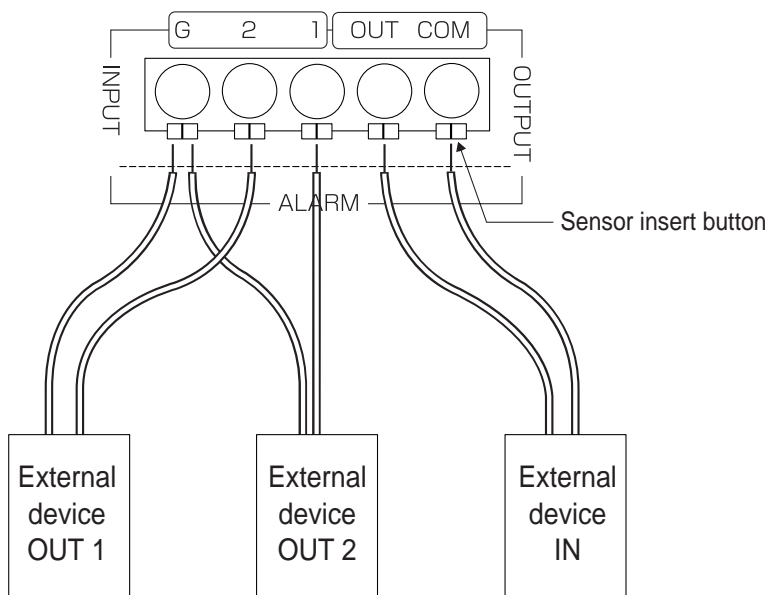 G 2 1 OUT COM
INPUT
OUTPUT
ALARM
Sensor insert button
External
device
OUT 1
External
device
OUT 2
External
device
IN